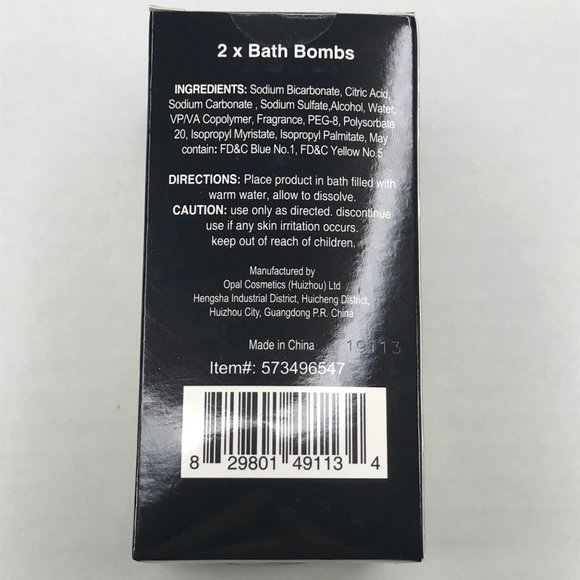 2 x Bath Bombs
INGREDIENTS: Sodium Bicarbonate, Citric Acid,
Sodium Carbonate , Sodium Sulfate,Alcohol, Water,
VP/VA Copolymer, Fragrance, PEG-8, Polysorbate
20, Isopropyl Myristate, Isopropyl Palmitate, May
contain: FD&C Blue No.1, FD&C Yellow No.5
DIRECTIONS: Place product in bath filled with
warm water, allow to dissolve.
CAUTION: use only as directed. discontinue
use if any skin irritation occurs.
keep out of reach of children.
Manufactured by
Opal Cosmetics (Huizhou) Ltd
Hengsha Industrial District, Huicheng District,
Huizhou City, Guangdong P.R. China
Made in China 19113
Item#: 573496547
8 29801 49113 4